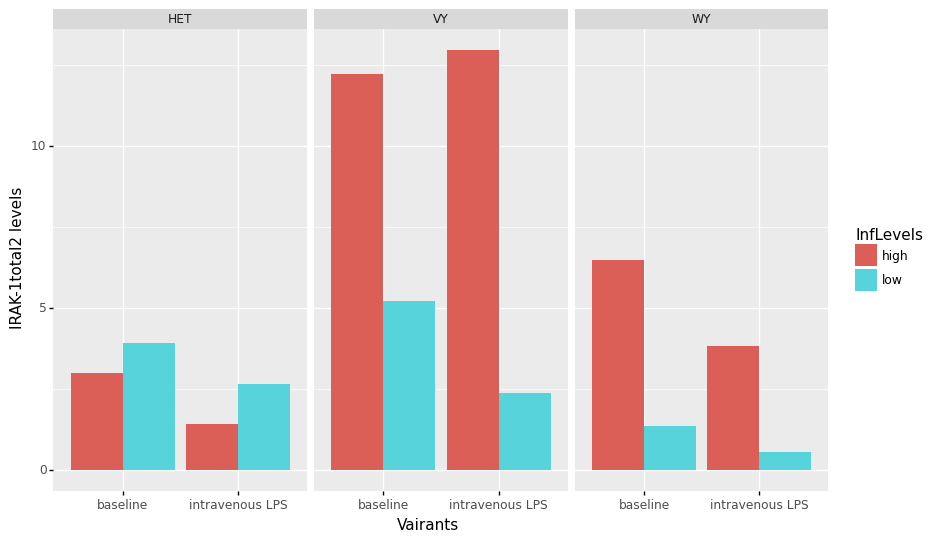 HET VY WY
IRAK-1total2 levels
10
5
0
baseline intravenous LPS baseline intravenous LPS baseline intravenous LPS
Vairants
InfLevels
high
low